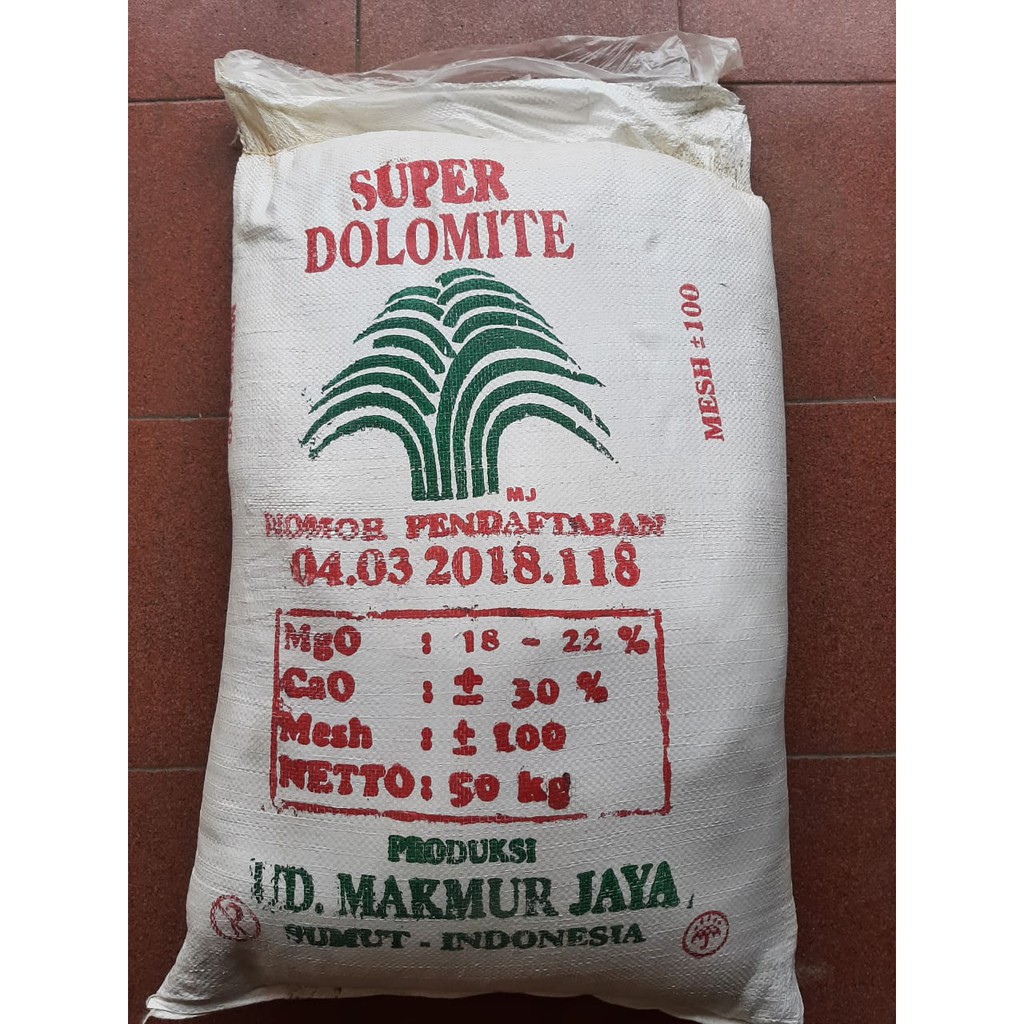 SUPER
DOLOMITE
MESH ±100
MJ
NOMOR PENDAFTARAN
04.03 2018.118
MgO : 18 - 22 %
CaO : ± 30 %
Mesh : ± 100
NETTO : 50 kg
PRODUKSI
UD. MAKMUR JAYA
SUMUT - INDONESIA